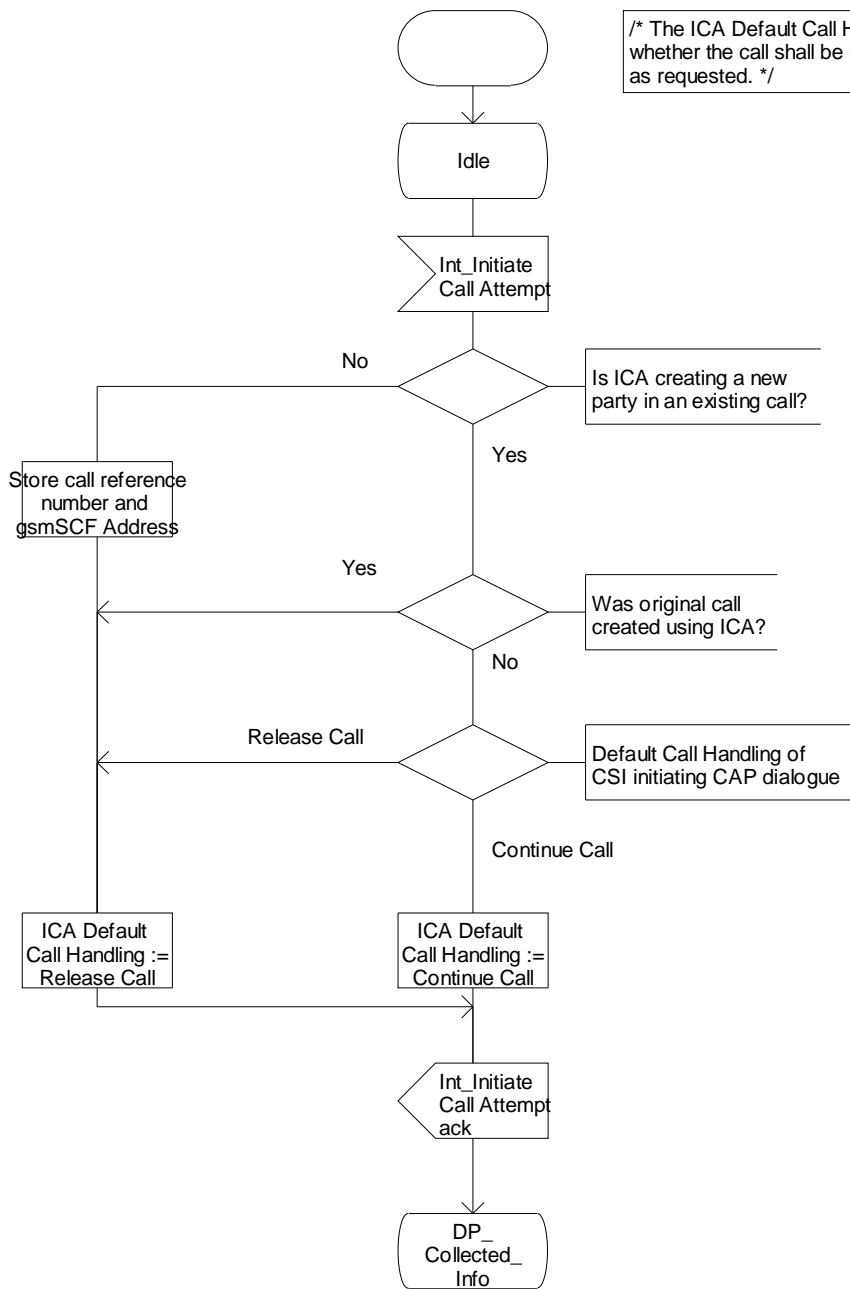 /* The ICA Default Call
whether the call shall be
as requested. */
Idle
Int_Initiate
Call Attempt
No
Is ICA creating a new
party in an existing call?
Yes
Store call reference
number and
gsmSCF Address
Yes
Was original call
created using ICA?
No
Release Call
Default Call Handling of
CSI initiating CAP dialogue
Continue Call
ICA Default
Call Handling :=
Release Call
ICA Default
Call Handling :=
Continue Call
Int_Initiate
Call Attempt
ack
DP_
Collected_
Info